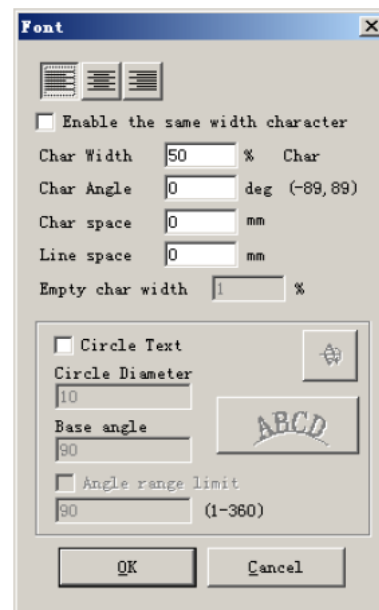 Font
Enable the same width character
Char Width 50 % Char
Char Angle 0 deg (-89,89)
Char space 0 mm
Line space 0 mm
Empty char width 1 %
Circle Text
Circle Diameter
10
Base angle
90
ABCD
Angle range limit
90 (1-360)
OK Cancel